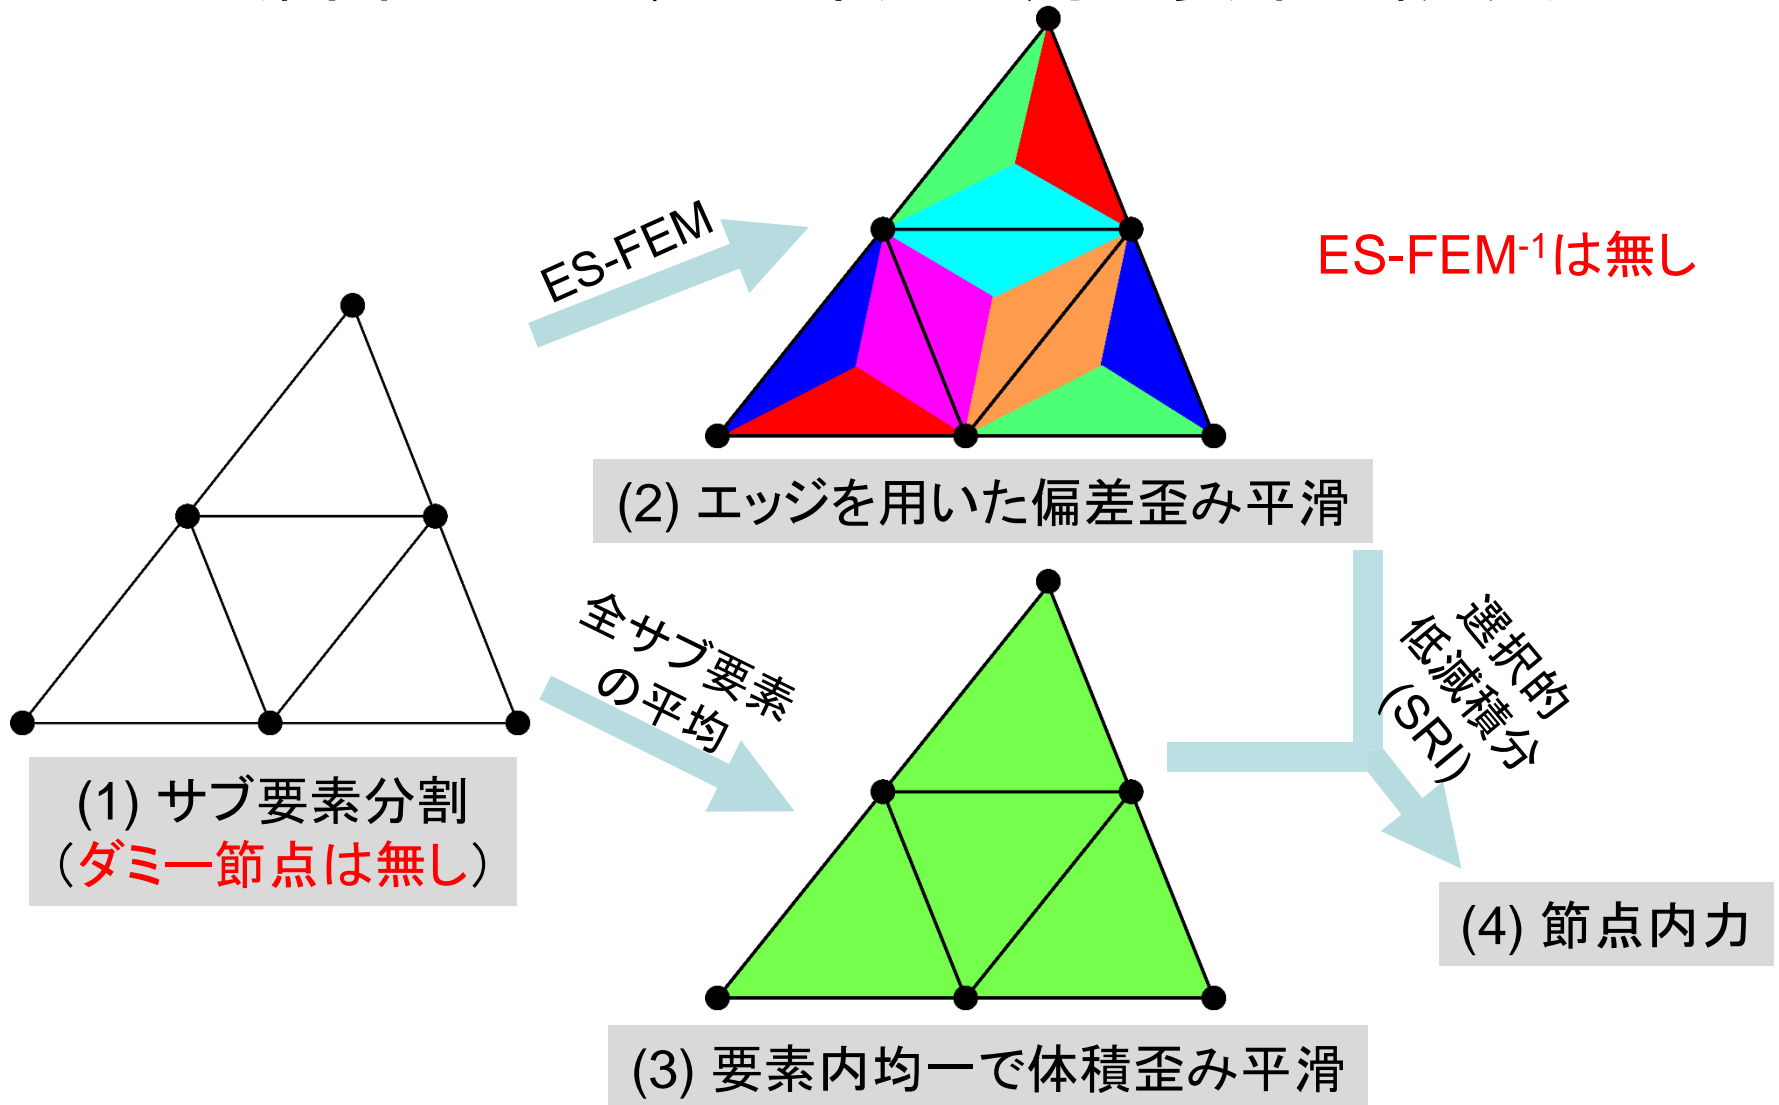 ES-FEM
ES-FEM-1は無し
(2) エッジを用いた偏差歪み平滑
全サブ要素
の平均
選択的
低減積分
(SRI)
(1) サブ要素分割
（ダミー節点は無し）
(4) 節点内力
(3) 要素内均一で体積歪み平滑